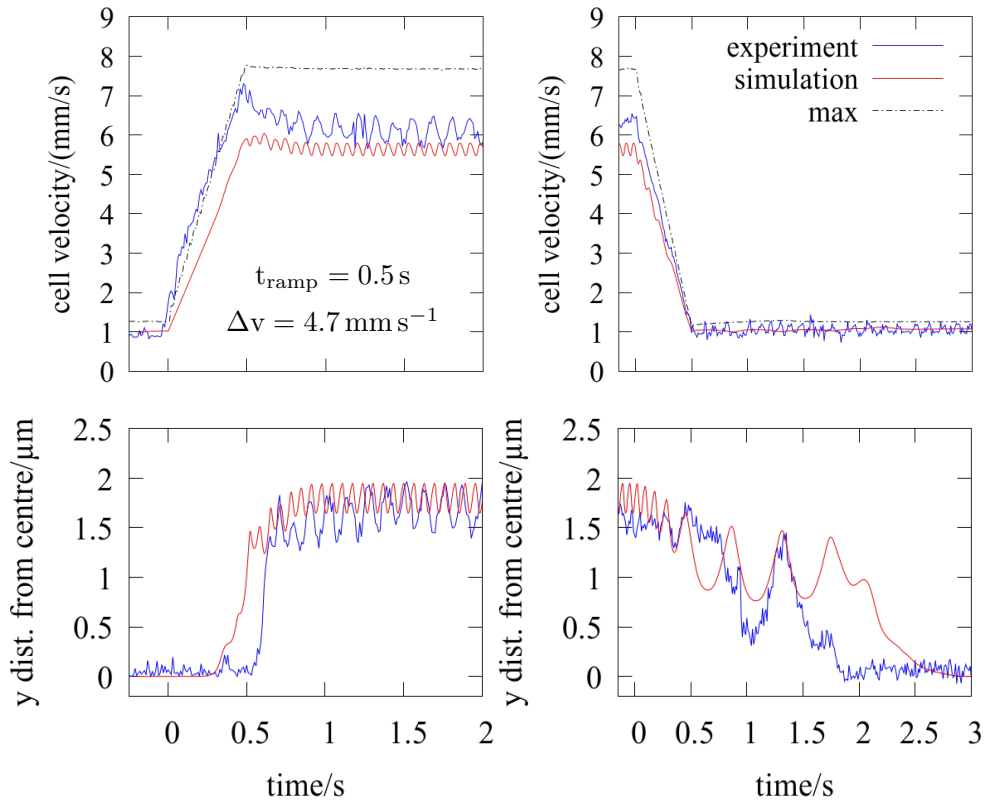 9
8
7
6
5
4
3
2
1
0
cell velocity/(mm/s)
t_ramp = 0.5 s
Δv = 4.7 mm s⁻¹
9
8
7
6
5
4
3
2
1
0
cell velocity/(mm/s)
experiment
simulation
max
2.5
2
1.5
1
0.5
0
y dist. from centre/µm
0 0.5 1 1.5 2
time/s
2.5
2
1.5
1
0.5
0
y dist. from centre/µm
0 0.5 1 1.5 2 2.5 3
time/s